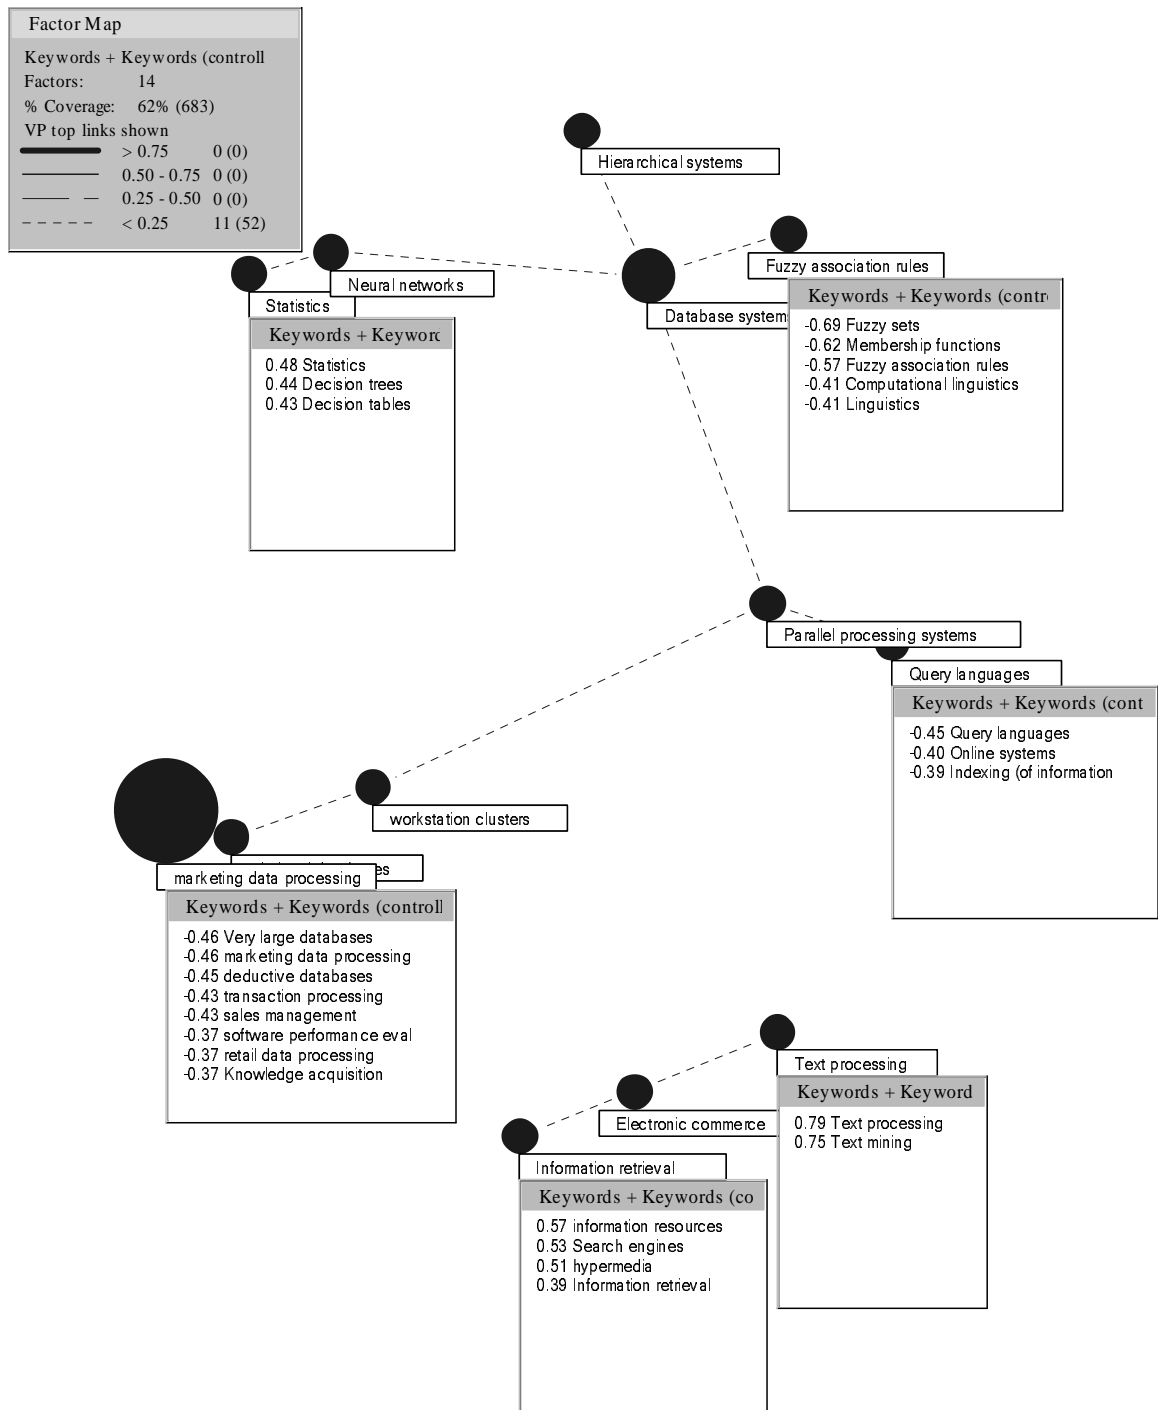 Factor Map
Keywords + Keywords (controll
Factors: 14
% Coverage: 62% (683)
VP top links shown
> 0.75 0 (0)
0.50 - 0.75 0 (0)
0.25 - 0.50 0 (0)
< 0.25 11 (52)
Hierarchical systems
Fuzzy association rules
Keywords + Keywords (contr
-0.69 Fuzzy sets
-0.62 Membership functions
-0.57 Fuzzy association rules
-0.41 Computational linguistics
-0.41 Linguistics
Database systems
Neural networks
Statistics
Keywords + Keyword
0.48 Statistics
0.44 Decision trees
0.43 Decision tables
Parallel processing systems
Query languages
Keywords + Keywords (cont
-0.45 Query languages
-0.40 Online systems
-0.39 Indexing (of information
workstation clusters
es
marketing data processing
Keywords + Keywords (controll
-0.46 Very large databases
-0.46 marketing data processing
-0.45 deductive databases
-0.43 transaction processing
-0.43 sales management
-0.37 software performance eval
-0.37 retail data processing
-0.37 Knowledge acquisition
Text processing
Keywords + Keyword
0.79 Text processing
0.75 Text mining
Electronic commerce
Information retrieval
Keywords + Keywords (co
0.57 information resources
0.53 Search engines
0.51 hypermedia
0.39 Information retrieval